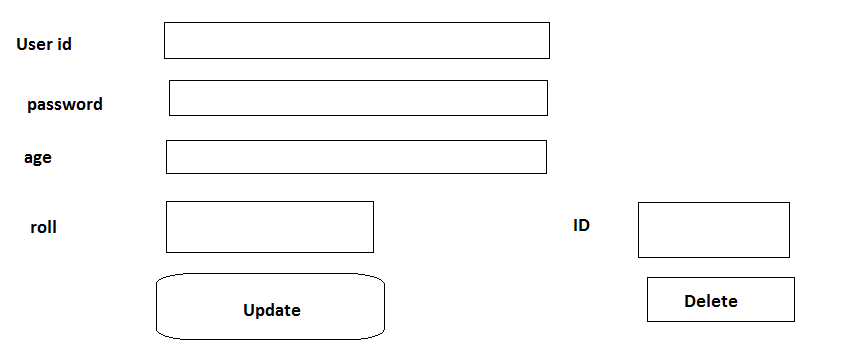 User id
password
age
roll
ID
Update
Delete